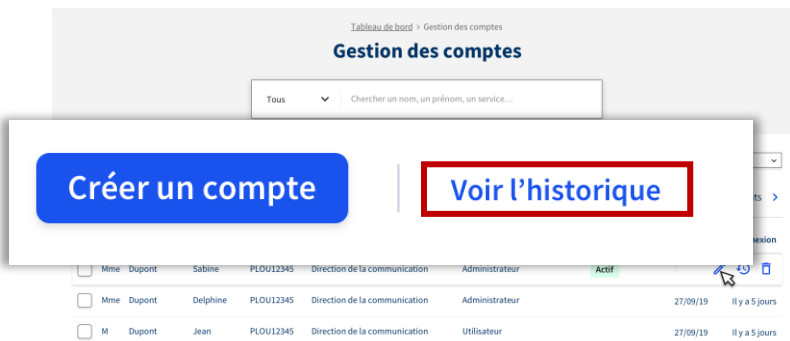 Tableau de bord > Gestion des comptes
Gestion des comptes
Tous Chercher un nom, un prénom, un service...
Créer un compte Voir l’historique
ts >
nexion
Mme Dupont Sabine PLOU12345 Direction de la communication Administrateur Actif
Mme Dupont Delphine PLOU12345 Direction de la communication Administrateur 27/09/19 Il y a 5 jours
M Dupont Jean PLOU12345 Direction de la communication Utilisateur 27/09/19 Il y a 5 jours